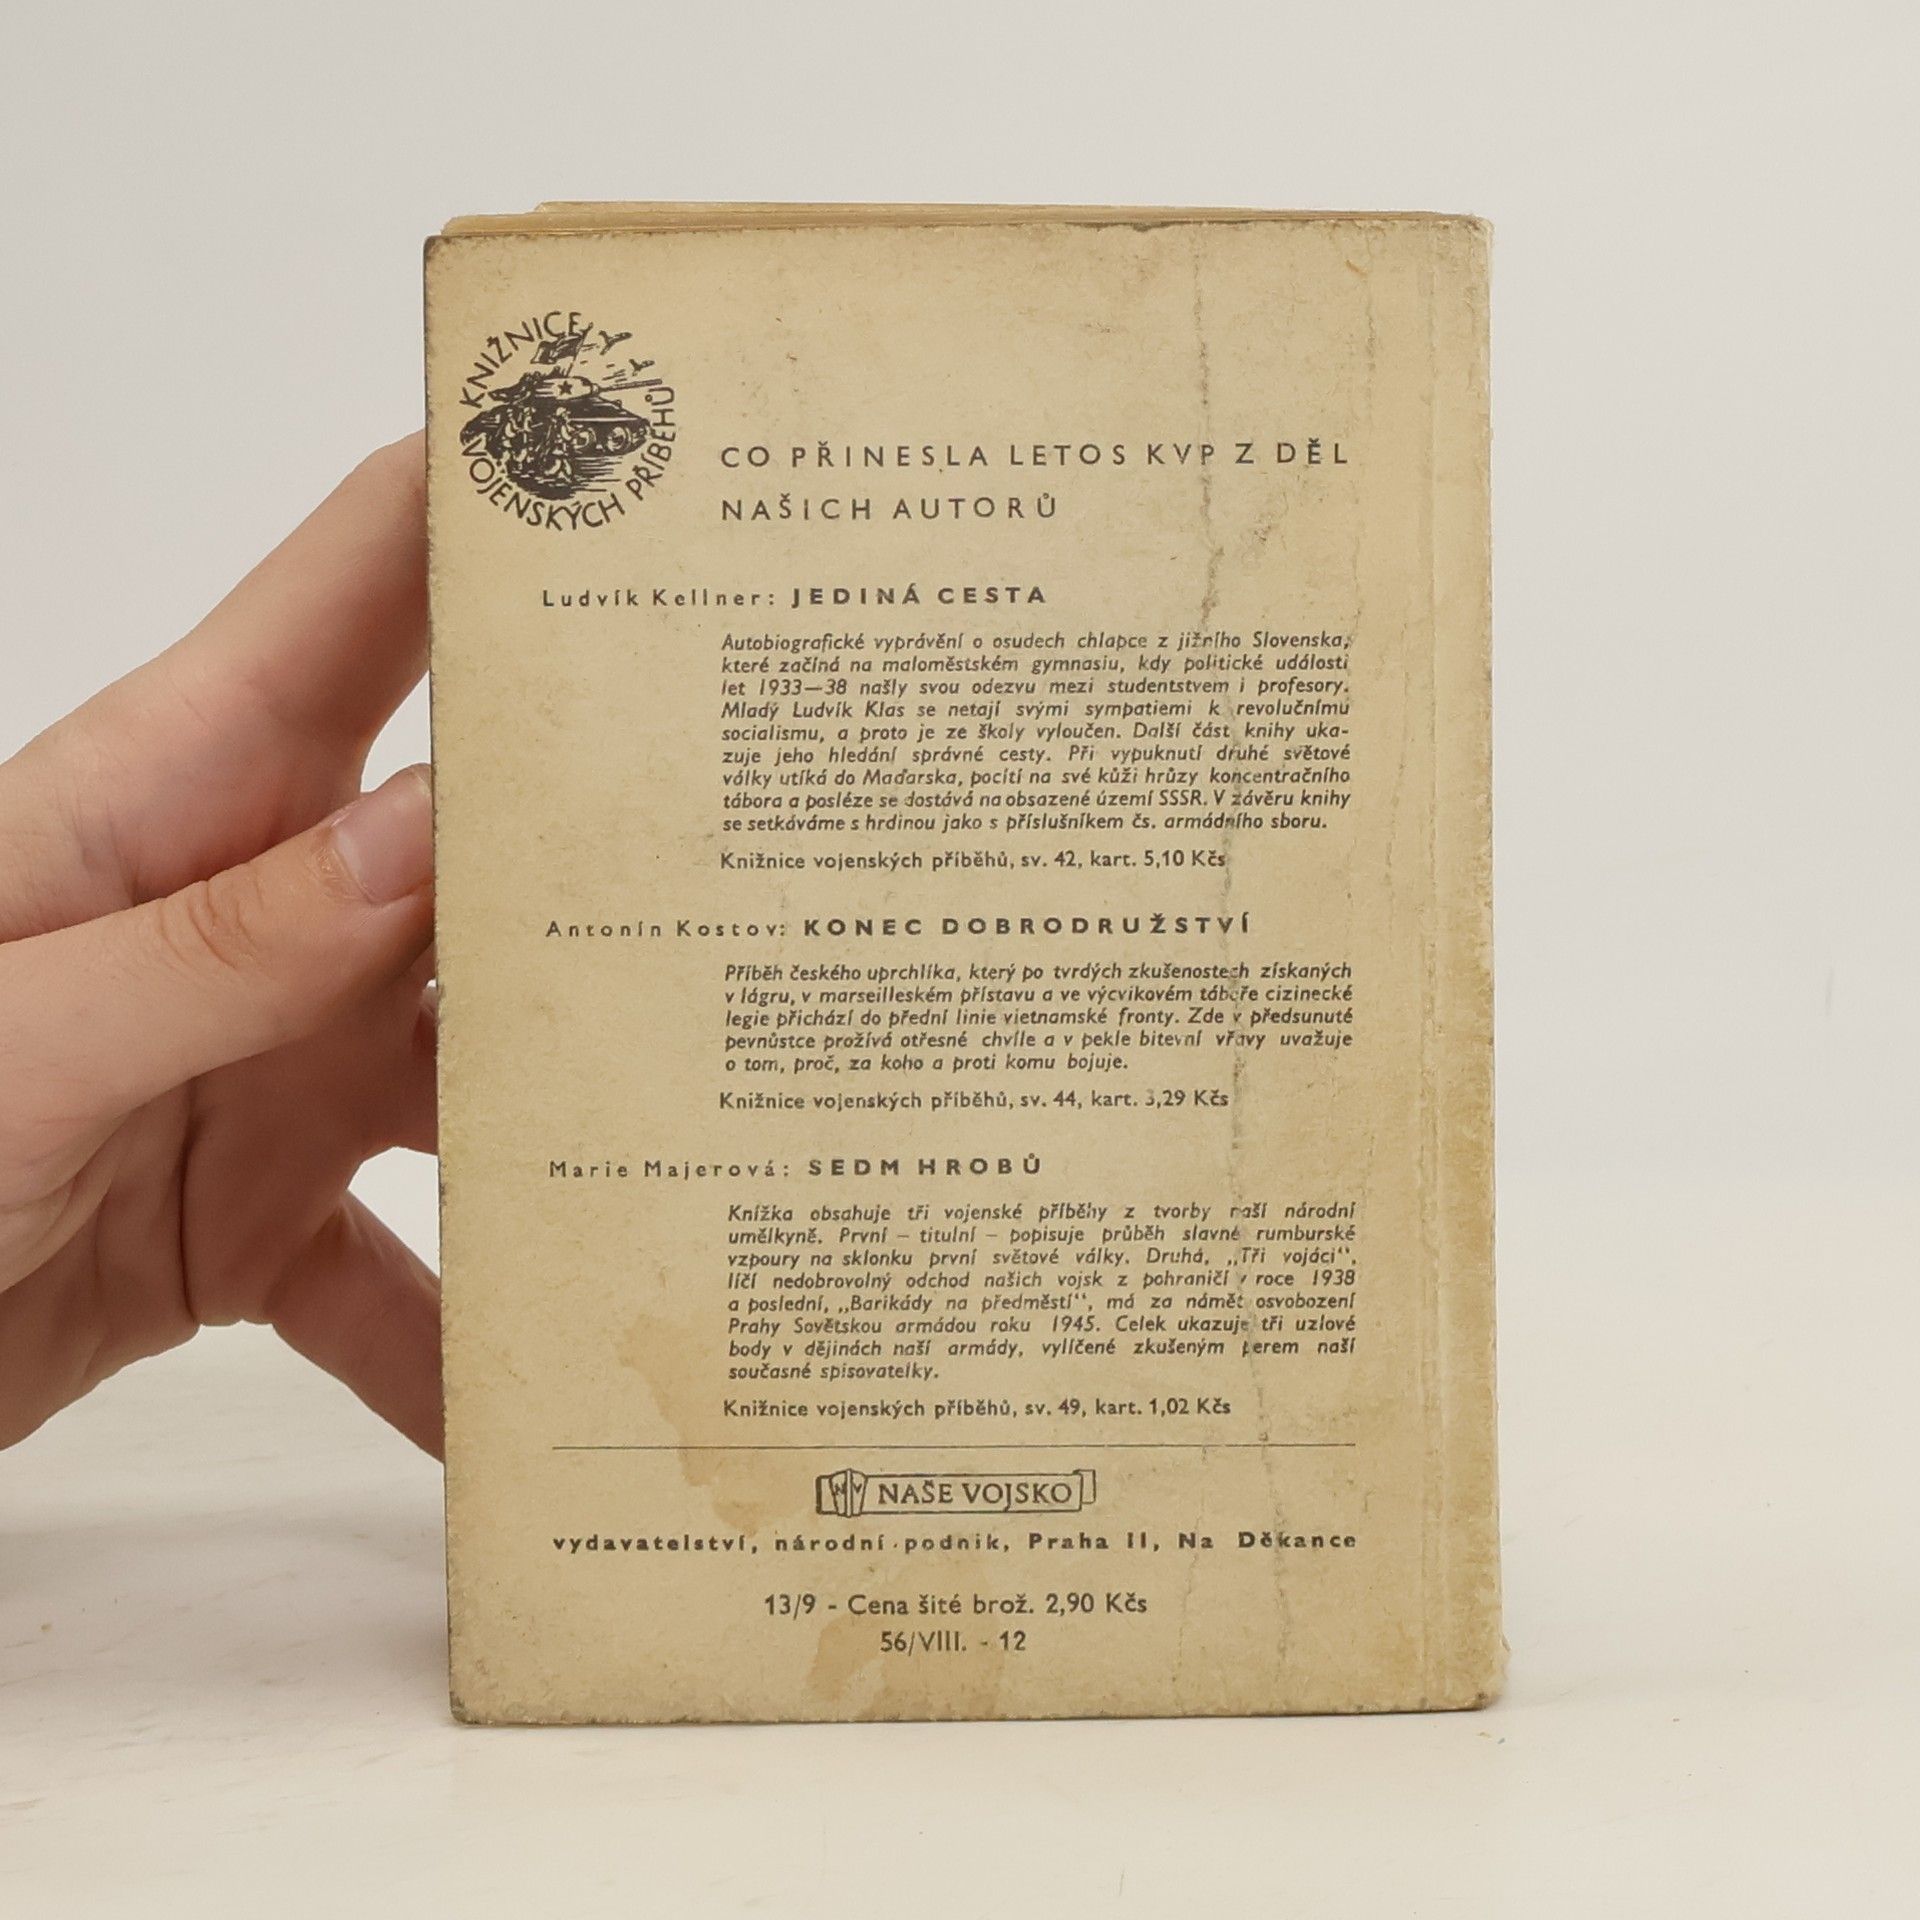 KNIŽNICE
VOJENSKÝCH PŘÍBĚHŮ
CO PŘINESLA LETOS KVP Z DĚL
NAŠICH AUTORŮ
Ludvík Kellner: JEDINÁ CESTA
Autobiografické vyprávění o osudech chlapce z jižního Slovenska,
které začíná na maloměstském gymnasiu, kdy politické události
let 1933—38 našly svou odezvu mezi studentstvem i profesory.
Mladý Ludvík Klas se netají svými sympatiemi k revolučnímu
socialismu, a proto je ze školy vyloučen. Další část knihy uka-
zuje jeho hledání správné cesty. Při vypuknutí druhé světové
války utíká do Maďarska, pocítí na své kůži hrůzy koncentračního
tábora a posléze se dostává na obsazené území SSSR. V závěru knihy
se setkáváme s hrdinou jako s příslušníkem čs. armádního sboru.
Knižnice vojenských příběhů, sv. 42, kart. 5,10 Kčs
Antonín Kostov: KONEC DOBRODRUŽSTVÍ
Příběh českého uprchlíka, který po tvrdých zkušenostech získaných
v lágru, v marseilleském přístavu a ve výcvikovém táboře cizinecké
legie přichází do přední linie vietnamské fronty. Zde v předsunuté
pevnůstce prožívá otřesné chvíle a v pekle bitevní vřavy uvažuje
o tom, proč, za koho a proti komu bojuje.
Knižnice vojenských příběhů, sv. 44, kart. 3,29 Kčs
Marie Majerová: SEDM HROBŮ
Knížka obsahuje tři vojenské příběhy z tvorby naší národní
umělkyně. První – titulní – popisuje průběh slavné rumburské
vzpoury na sklonku první světové války. Druhá, „Tři vojáci“,
líčí nedobrovolný odchod našich vojsk z pohraničí v roce 1938
a poslední, „Barikády na předměstí“, má za námět osvobození
Prahy Sovětskou armádou roku 1945. Celek ukazuje tři uzlové
body v dějinách naší armády, vylíčené zkušeným perem naší
současné spisovatelky.
Knižnice vojenských příběhů, sv. 49, kart. 1,02 Kčs
NV NAŠE VOJSKO
vydavatelství, národní podnik, Praha II, Na Děkance
13/9 - Cena šité brož. 2,90 Kčs
56/VIII. - 12